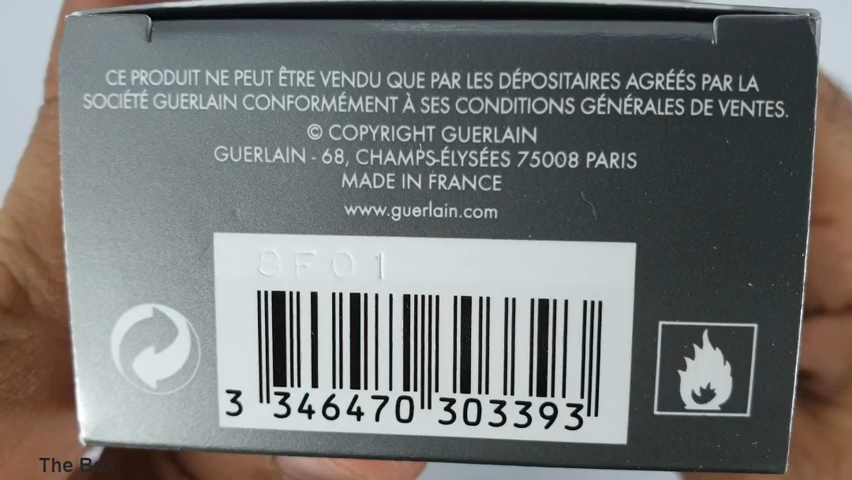 CE PRODUIT NE PEUT ÊTRE VENDU QUE PAR LES DÉPOSITAIRES AGRÉÉS PAR LA
SOCIÉTÉ GUERLAIN CONFORMÉMENT À SES CONDITIONS GÉNÉRALES DE VENTES.
© COPYRIGHT GUERLAIN
GUERLAIN - 68, CHAMPS-ÉLYSÉES 75008 PARIS
MADE IN FRANCE
www.guerlain.com
8F01
3 346470 303393
The